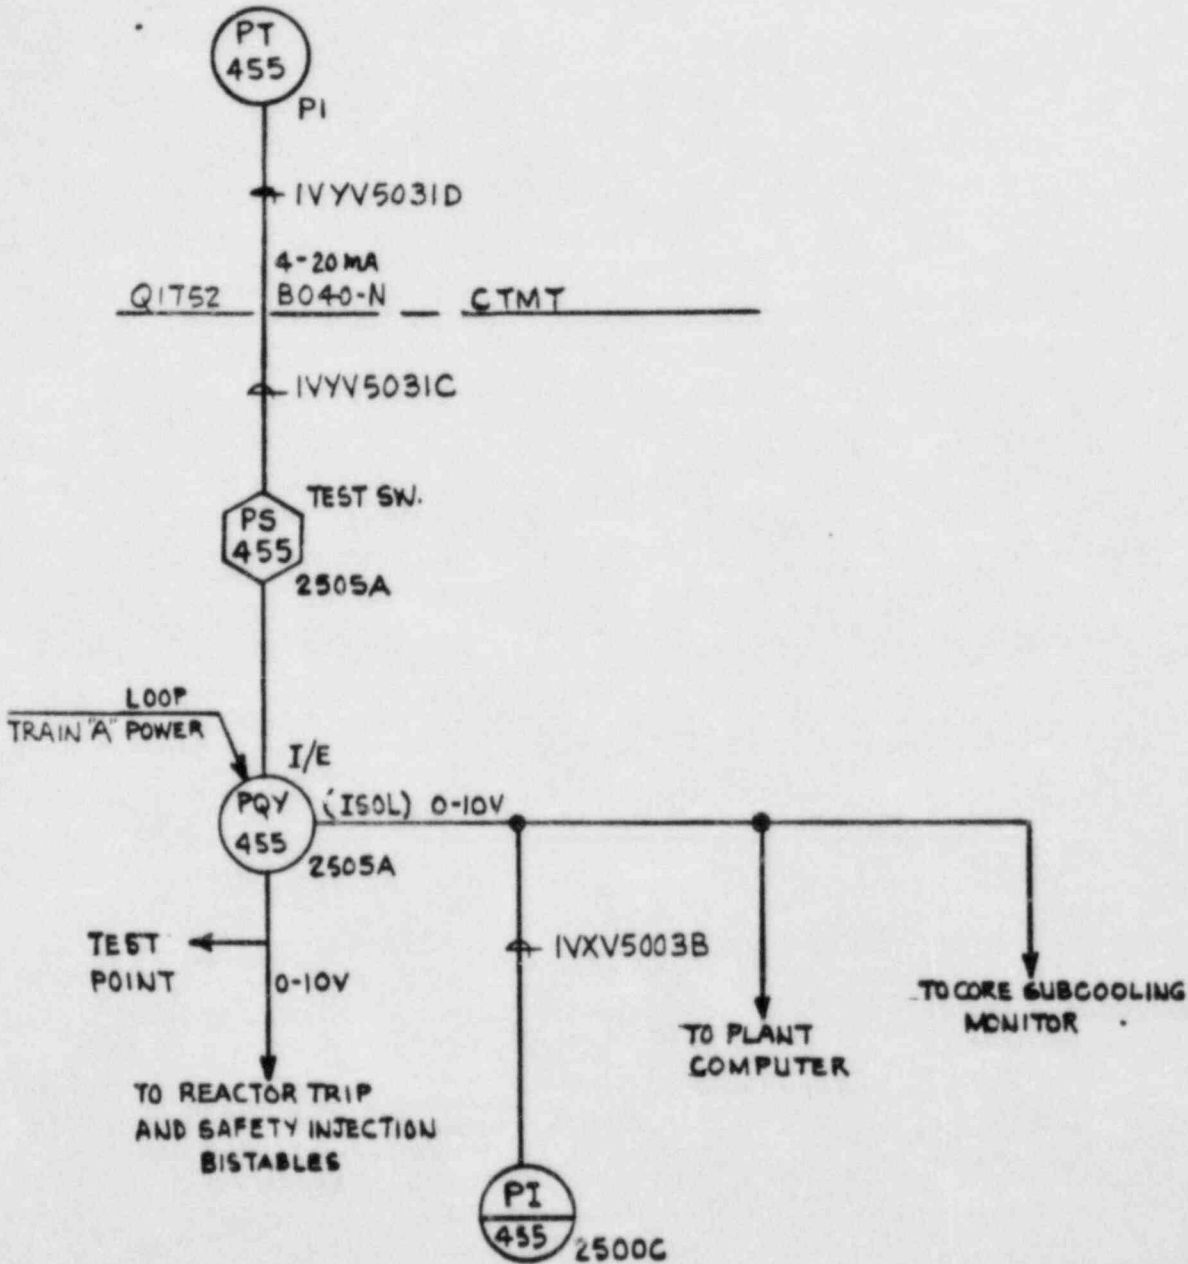 PT
455
P1
IVYV5031D
4-20MA
Q1T52 B040-N CTMT
IVYV5031C
TEST SW.
PS
455
2505A
LOOP
TRAIN "A" POWER
I/E
PQY
455
(ISOL) 0-10V
2505A
TEST
POINT
0-10V
IVXV5003B
TO CORE SUBCOOLING
MONITOR
TO PLANT
COMPUTER
TO REACTOR TRIP
AND SAFETY INJECTION
BISTABLES
PI
455
2500C